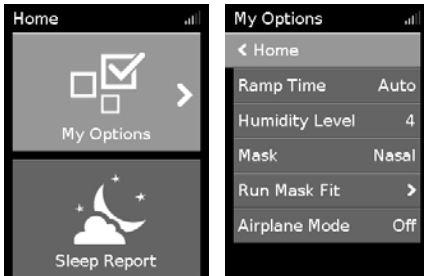 Home
My Options
Sleep Report
My Options
Home
Ramp Time Auto
Humidity Level 4
Mask Nasal
Run Mask Fit
Airplane Mode Off